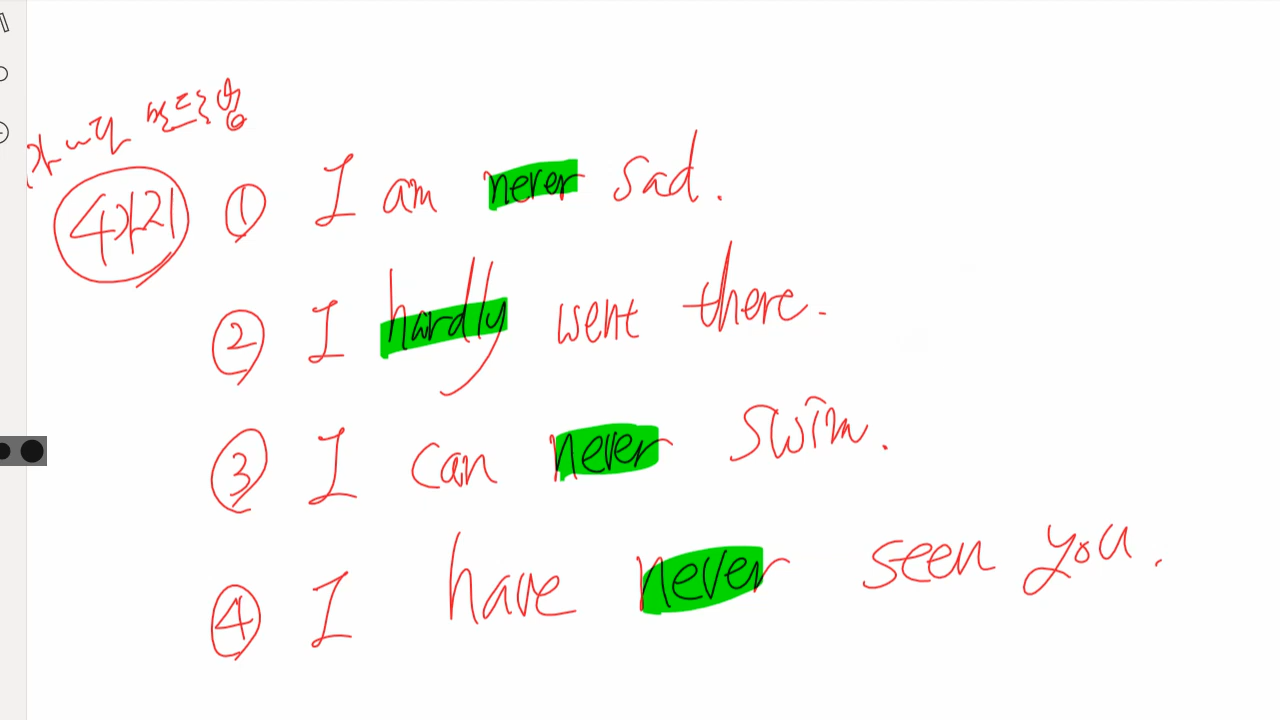 4가지 ① I am never sad.
② I hardly went there.
③ I can never swim.
④ I have never seen you.